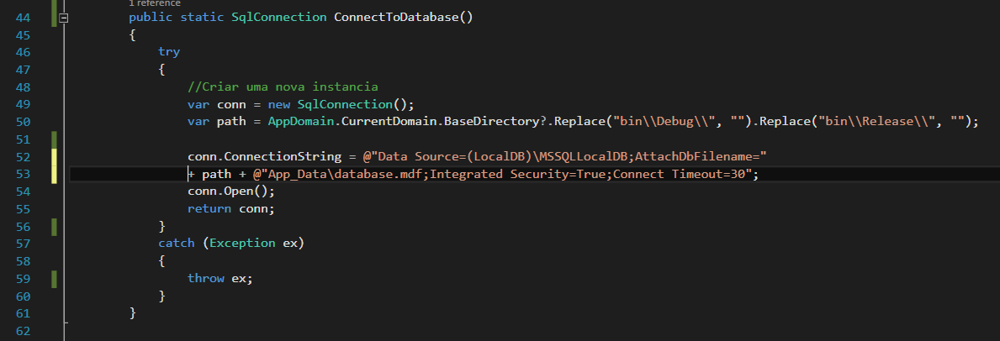 1 reference
44 public static SqlConnection ConnectToDatabase()
45 {
46 try
47 {
48 //Criar uma nova instancia
49 var conn = new SqlConnection();
50 var path = AppDomain.CurrentDomain.BaseDirectory?.Replace("bin\\Debug\\", "").Replace("bin\\Release\\", "");
51
52 conn.ConnectionString = @"Data Source=(LocalDB)\MSSQLLocalDB;AttachDbFilename="
53 + path + @"App_Data\database.mdf;Integrated Security=True;Connect Timeout=30";
54 conn.Open();
55 return conn;
56 }
57 catch (Exception ex)
58 {
59 throw ex;
60 }
61 }
62